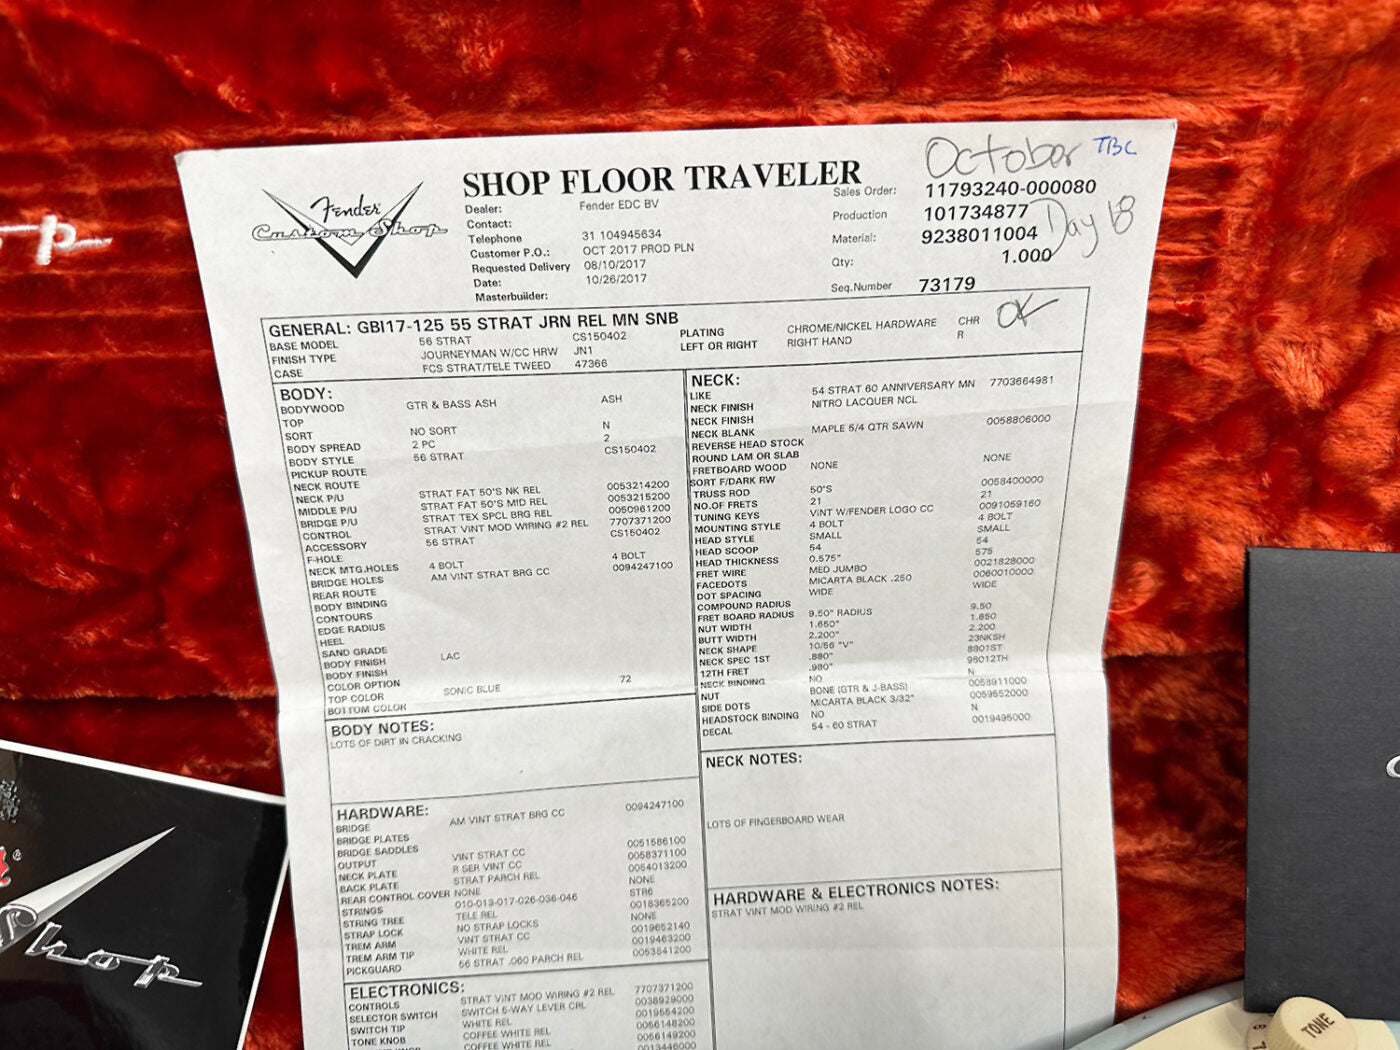 October TBC
Fender
Custom Shop
SHOP FLOOR TRAVELER
Dealer: Fender EDC BV
Contact:
Telephone 31 104945634
Customer P.O.: OCT 2017 PROD PLN
Requested Delivery 08/10/2017
Date: 10/26/2017
Masterbuilder:
Sales Order: 11793240-000080
Production 101734877
Material: 9238011004
Day 18
Qty: 1.000
Seq.Number 73179
OK
GENERAL: GBI17-125 55 STRAT JRN REL MN SNB
BASE MODEL 56 STRAT CS150402
FINISH TYPE JOURNEYMAN W/CC HRW JN1
CASE FCS STRAT/TELE TWEED 47366
PLATING CHROME/NICKEL HARDWARE CHR
LEFT OR RIGHT RIGHT HAND R
BODY:
BODYWOOD GTR & BASS ASH ASH
TOP
SORT NO SORT N
BODY SPREAD 2 PC 2
BODY STYLE 56 STRAT CS150402
PICKUP ROUTE
NECK ROUTE
NECK P/U STRAT FAT 50'S NK REL 0053214200
MIDDLE P/U STRAT FAT 50'S MID REL 0053215200
BRIDGE P/U STRAT TEX SPCL BRG REL 0050961200
CONTROL STRAT VINT MOD WIRING #2 REL 7707371200
ACCESSORY 56 STRAT CS150402
F-HOLE
NECK MTG.HOLES 4 BOLT 4 BOLT
BRIDGE HOLES AM VINT STRAT BRG CC 0094247100
REAR ROUTE
BODY BINDING
CONTOURS
EDGE RADIUS
HEEL
SAND GRADE
BODY FINISH LAC
BODY FINISH
COLOR OPTION
TOP COLOR SONIC BLUE 72
BOTTOM COLOR
BODY NOTES:
LOTS OF DIRT IN CRACKING
HARDWARE:
BRIDGE AM VINT STRAT BRG CC 0094247100
BRIDGE PLATES
BRIDGE SADDLES
OUTPUT VINT STRAT CC 0051586100
NECK PLATE R SER VINT CC 0058371100
BACK PLATE STRAT PARCH REL 0054013200
REAR CONTROL COVER NONE NONE
STRINGS 010-013-017-026-036-046 STR6
STRING TREE TELE REL 0018365200
STRAP LOCK NO STRAP LOCKS NONE
TREM ARM VINT STRAT CC 0019652140
TREM ARM TIP WHITE REL 0019463200
PICKGUARD 56 STRAT .060 PARCH REL 0053841200
ELECTRONICS:
CONTROLS STRAT VINT MOD WIRING #2 REL 7707371200
SELECTOR SWITCH SWITCH 5-WAY LEVER CRL 0038929000
SWITCH TIP WHITE REL 0019554200
TONE KNOB COFFEE WHITE REL 0056148200
COFFEE WHITE REL 0056149200
0013446000
NECK:
LIKE 54 STRAT 60 ANNIVERSARY MN 7703664981
NECK FINISH NITRO LACQUER NCL
NECK FINISH
NECK BLANK MAPLE 5/4 QTR SAWN 0058806000
REVERSE HEAD STOCK
ROUND LAM OR SLAB
FRETBOARD WOOD NONE NONE
SORT F/DARK RW
TRUSS ROD 50'S 0058400000
NO.OF FRETS 21 21
TUNING KEYS VINT W/FENDER LOGO CC 0091059160
MOUNTING STYLE 4 BOLT 4 BOLT
HEAD STYLE SMALL SMALL
HEAD SCOOP 54 54
HEAD THICKNESS 0.575" 575
FRET WIRE MED JUMBO 0021828000
FACEDOTS MICARTA BLACK .250 0060010000
DOT SPACING WIDE WIDE
COMPOUND RADIUS
FRET BOARD RADIUS 9.50" RADIUS 9.50
NUT WIDTH 1.650" 1.650
BUTT WIDTH 2.200" 2.200
NECK SHAPE 10/56 "V" 23NKSH
NECK SPEC 1ST .880" 8801ST
12TH FRET .980" 98012TH
NECK BINDING NO N
NUT BONE (GTR & J-BASS) 0058911000
SIDE DOTS MICARTA BLACK 3/32" 0059552000
HEADSTOCK BINDING NO N
DECAL 54 - 60 STRAT 0019495000
NECK NOTES:
LOTS OF FINGERBOARD WEAR
HARDWARE & ELECTRONICS NOTES:
STRAT VINT MOD WIRING #2 REL
Shop
TONE